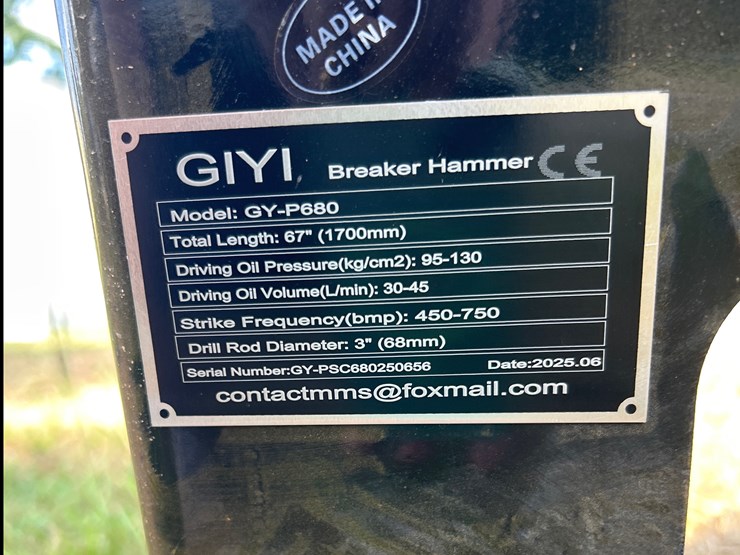 MADE IN
CHINA
GIYI Breaker Hammer CE
Model: GY-P680
Total Length: 67" (1700mm)
Driving Oil Pressure(kg/cm2): 95-130
Driving Oil Volume(L/min): 30-45
Strike Frequency(bmp): 450-750
Drill Rod Diameter: 3" (68mm)
Serial Number:GY-PSC680250656 Date:2025.06
contactmms@foxmail.com